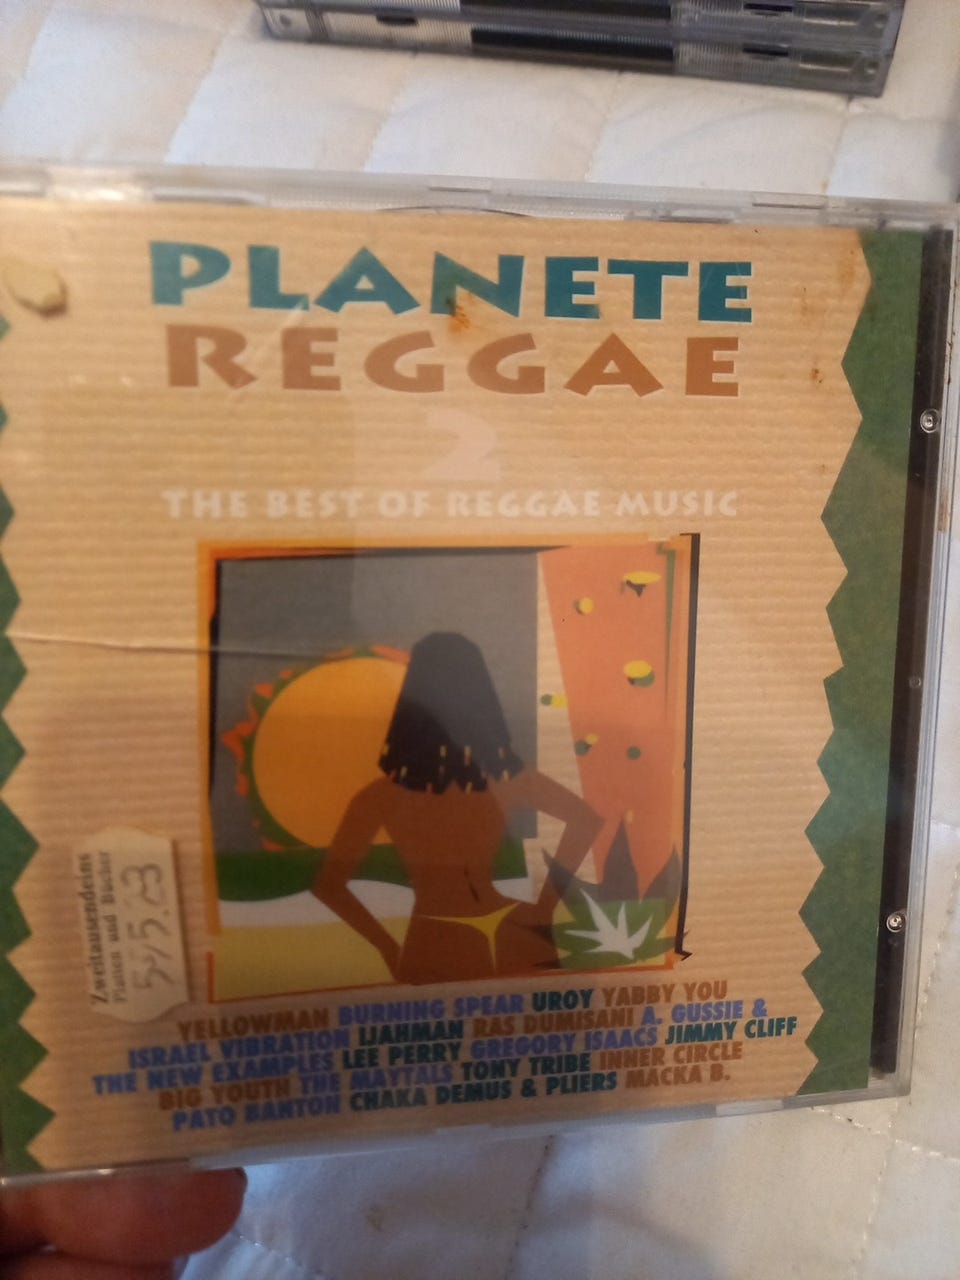 PLANETE
REGGAE
2
THE BEST OF REGGAE MUSIC
Zweitausendeins
Platten und Bücher
YELLOWMAN BURNING SPEAR UROY YABBY YOU
ISRAEL VIBRATION IJAHMAN RAS DUMISANI A. GUSSIE &
THE NEW EXAMPLES LEE PERRY GREGORY ISAACS JIMMY CLIFF
BIG YOUTH THE MAYTALS TONY TRIBE INNER CIRCLE
PATO BANTON CHAKA DEMUS & PLIERS MACKA B.